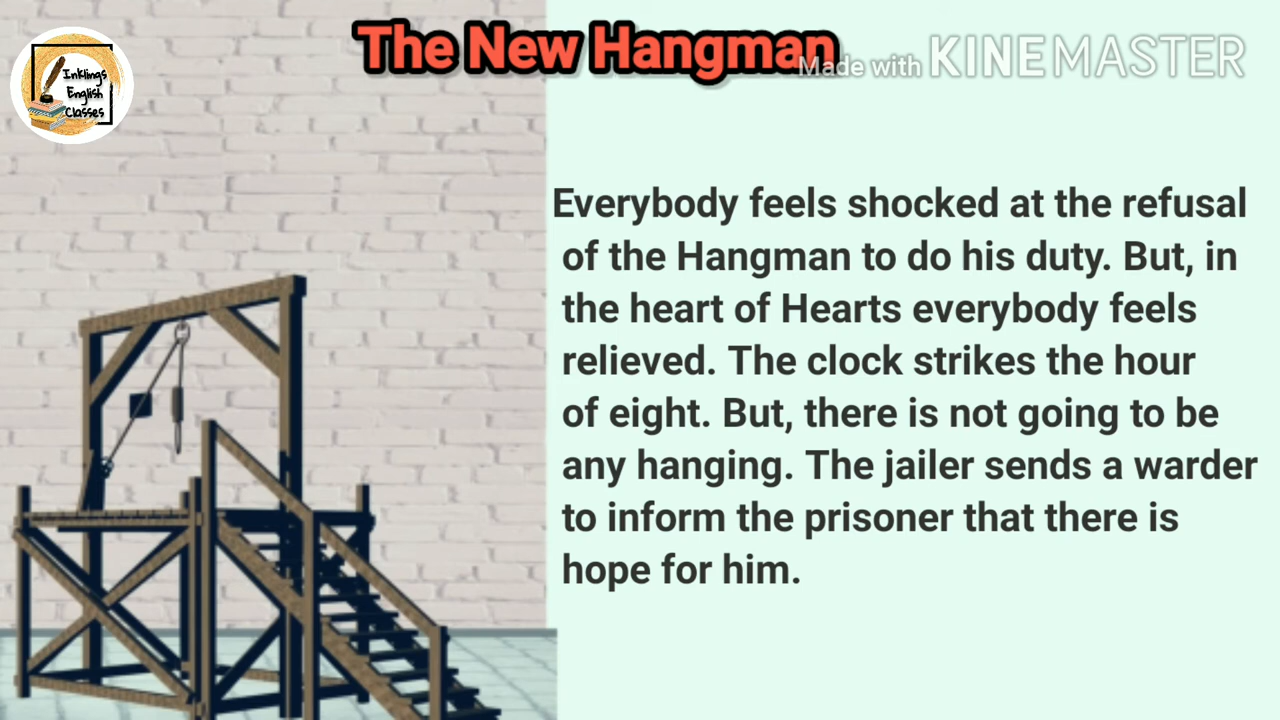 The New Hangman
Made with KINEMASTER
Inklings
English
Classes
Everybody feels shocked at the refusal
of the Hangman to do his duty. But, in
the heart of Hearts everybody feels
relieved. The clock strikes the hour
of eight. But, there is not going to be
any hanging. The jailer sends a warder
to inform the prisoner that there is
hope for him.